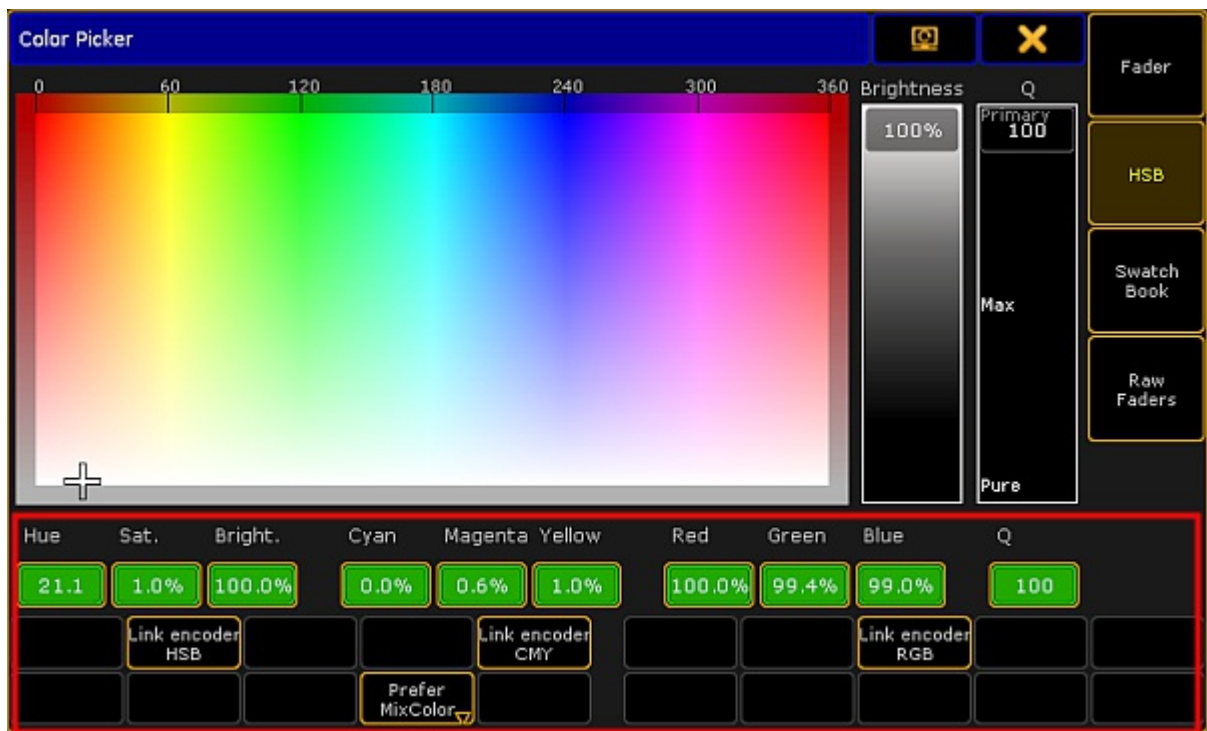 Color Picker
0 60 120 180 240 300 360
Brightness
Q
100%
Primary
100
Max
Pure
Fader
HSB
Swatch
Book
Raw
Faders
Hue Sat. Bright. Cyan Magenta Yellow Red Green Blue Q
21.1 1.0% 100.0% 0.0% 0.6% 1.0% 100.0% 99.4% 99.0% 100
Link encoder
HSB
Link encoder
CMY
Link encoder
RGB
Prefer
MixColor